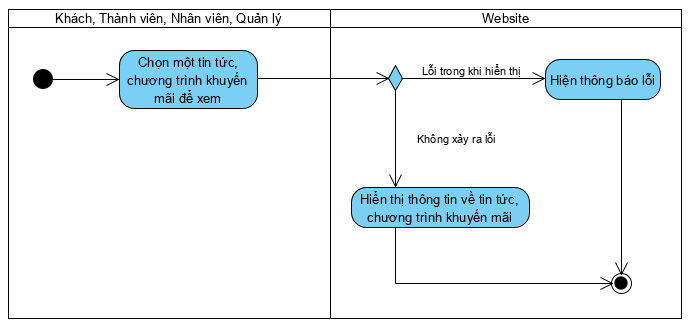 Khách, Thành viên, Nhân viên, Quản lý
Website
Chọn một tin tức,
chương trình khuyến
mãi để xem
Lỗi trong khi hiển thị
Hiện thông báo lỗi
Không xảy ra lỗi
Hiển thị thông tin về tin tức,
chương trình khuyến mãi